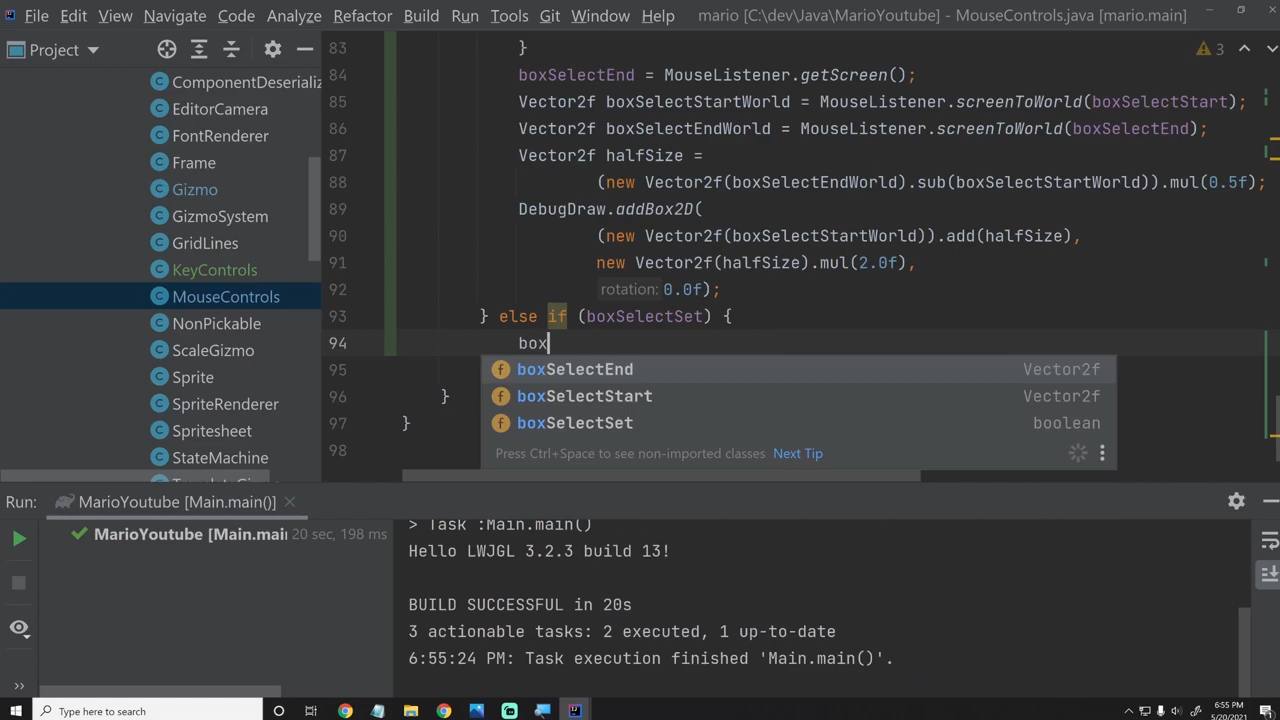 File Edit View Navigate Code Analyze Refactor Build Run Tools Git Window Help mario [C:\dev\Java\MarioYoutube] - MouseControls.java [mario.main]
Project
ComponentDeserializ
EditorCamera
FontRenderer
Frame
Gizmo
GizmoSystem
GridLines
KeyControls
MouseControls
NonPickable
ScaleGizmo
Sprite
SpriteRenderer
Spritesheet
StateMachine
3
83 }
84 boxSelectEnd = MouseListener.getScreen();
85 Vector2f boxSelectStartWorld = MouseListener.screenToWorld(boxSelectStart);
86 Vector2f boxSelectEndWorld = MouseListener.screenToWorld(boxSelectEnd);
87 Vector2f halfSize =
88 (new Vector2f(boxSelectEndWorld).sub(boxSelectStartWorld)).mul(0.5f);
89 DebugDraw.addBox2D(
90 (new Vector2f(boxSelectStartWorld)).add(halfSize),
91 new Vector2f(halfSize).mul(2.0f),
92 rotation: 0.0f);
93 } else if (boxSelectSet) {
94 box
95
96 }
97 }
98
boxSelectEnd Vector2f
boxSelectStart Vector2f
boxSelectSet boolean
Press Ctrl+Space to see non-imported classes Next Tip
Run: MarioYoutube [Main.main()]
MarioYoutube [Main.mai 20 sec, 198 ms
> Task :Main.main()
Hello LWJGL 3.2.3 build 13!
BUILD SUCCESSFUL in 20s
3 actionable tasks: 2 executed, 1 up-to-date
6:55:24 PM: Task execution finished 'Main.main()'.
Type here to search
6:55 PM
5/20/2021